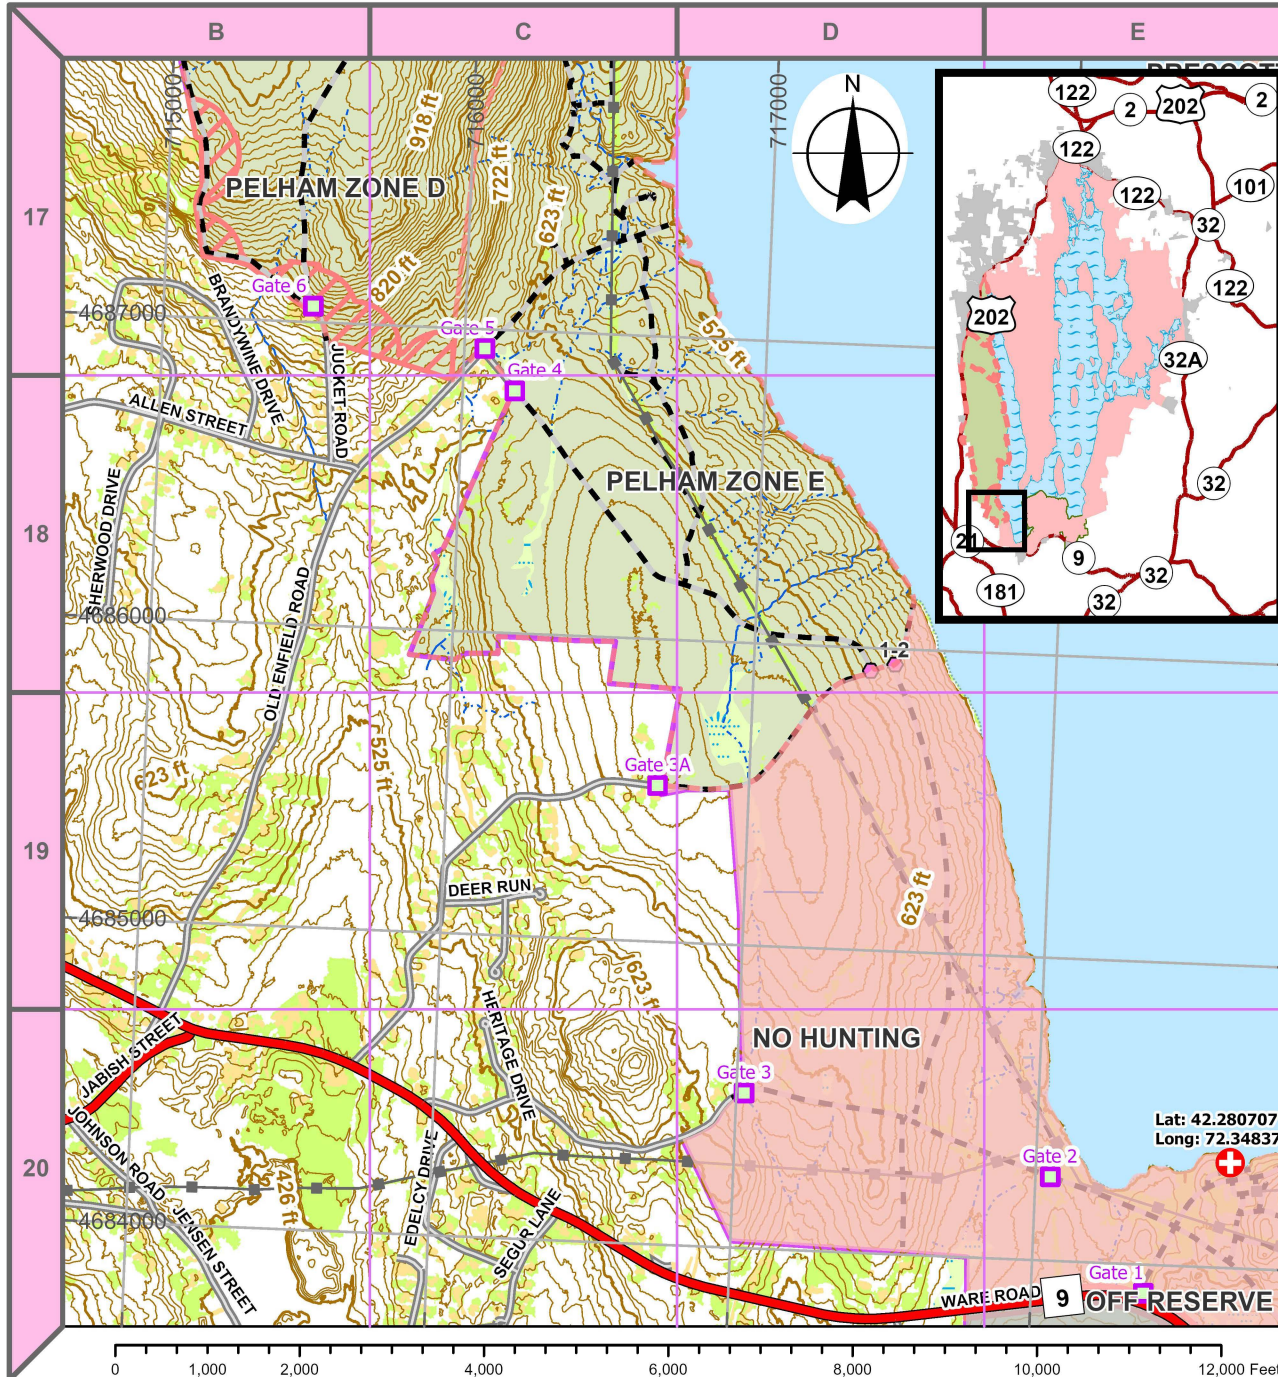 B
C
D
E
17
18
19
20
715000
716000
717000
4687000
4686000
4685000
4684000
N
PELHAM ZONE D
918 ft
722 ft
623 ft
820 ft
525 ft
Gate 6
Gate 5
Gate 4
BRANDYWINE DRIVE
JUCKET ROAD
ALLEN STREET
SHERWOOD DRIVE
OLD ENFIELD ROAD
PELHAM ZONE E
1-2
623 ft
525 ft
Gate 3A
DEER RUN
623 ft
623 ft
HERITAGE DRIVE
NO HUNTING
Gate 3
JABISH STREET
JOHNSON ROAD
JENSEN STREET
426 ft
EDELCY DRIVE
SEGUR LANE
Gate 2
Lat: 42.280707
Long: 72.34837
Gate 1
WARE ROAD
9
OFF RESERVE
122
2
202
2
122
122
101
32
122
202
32A
32
21
9
32
181
32
0
1,000
2,000
4,000
6,000
8,000
10,000
12,000 Feet